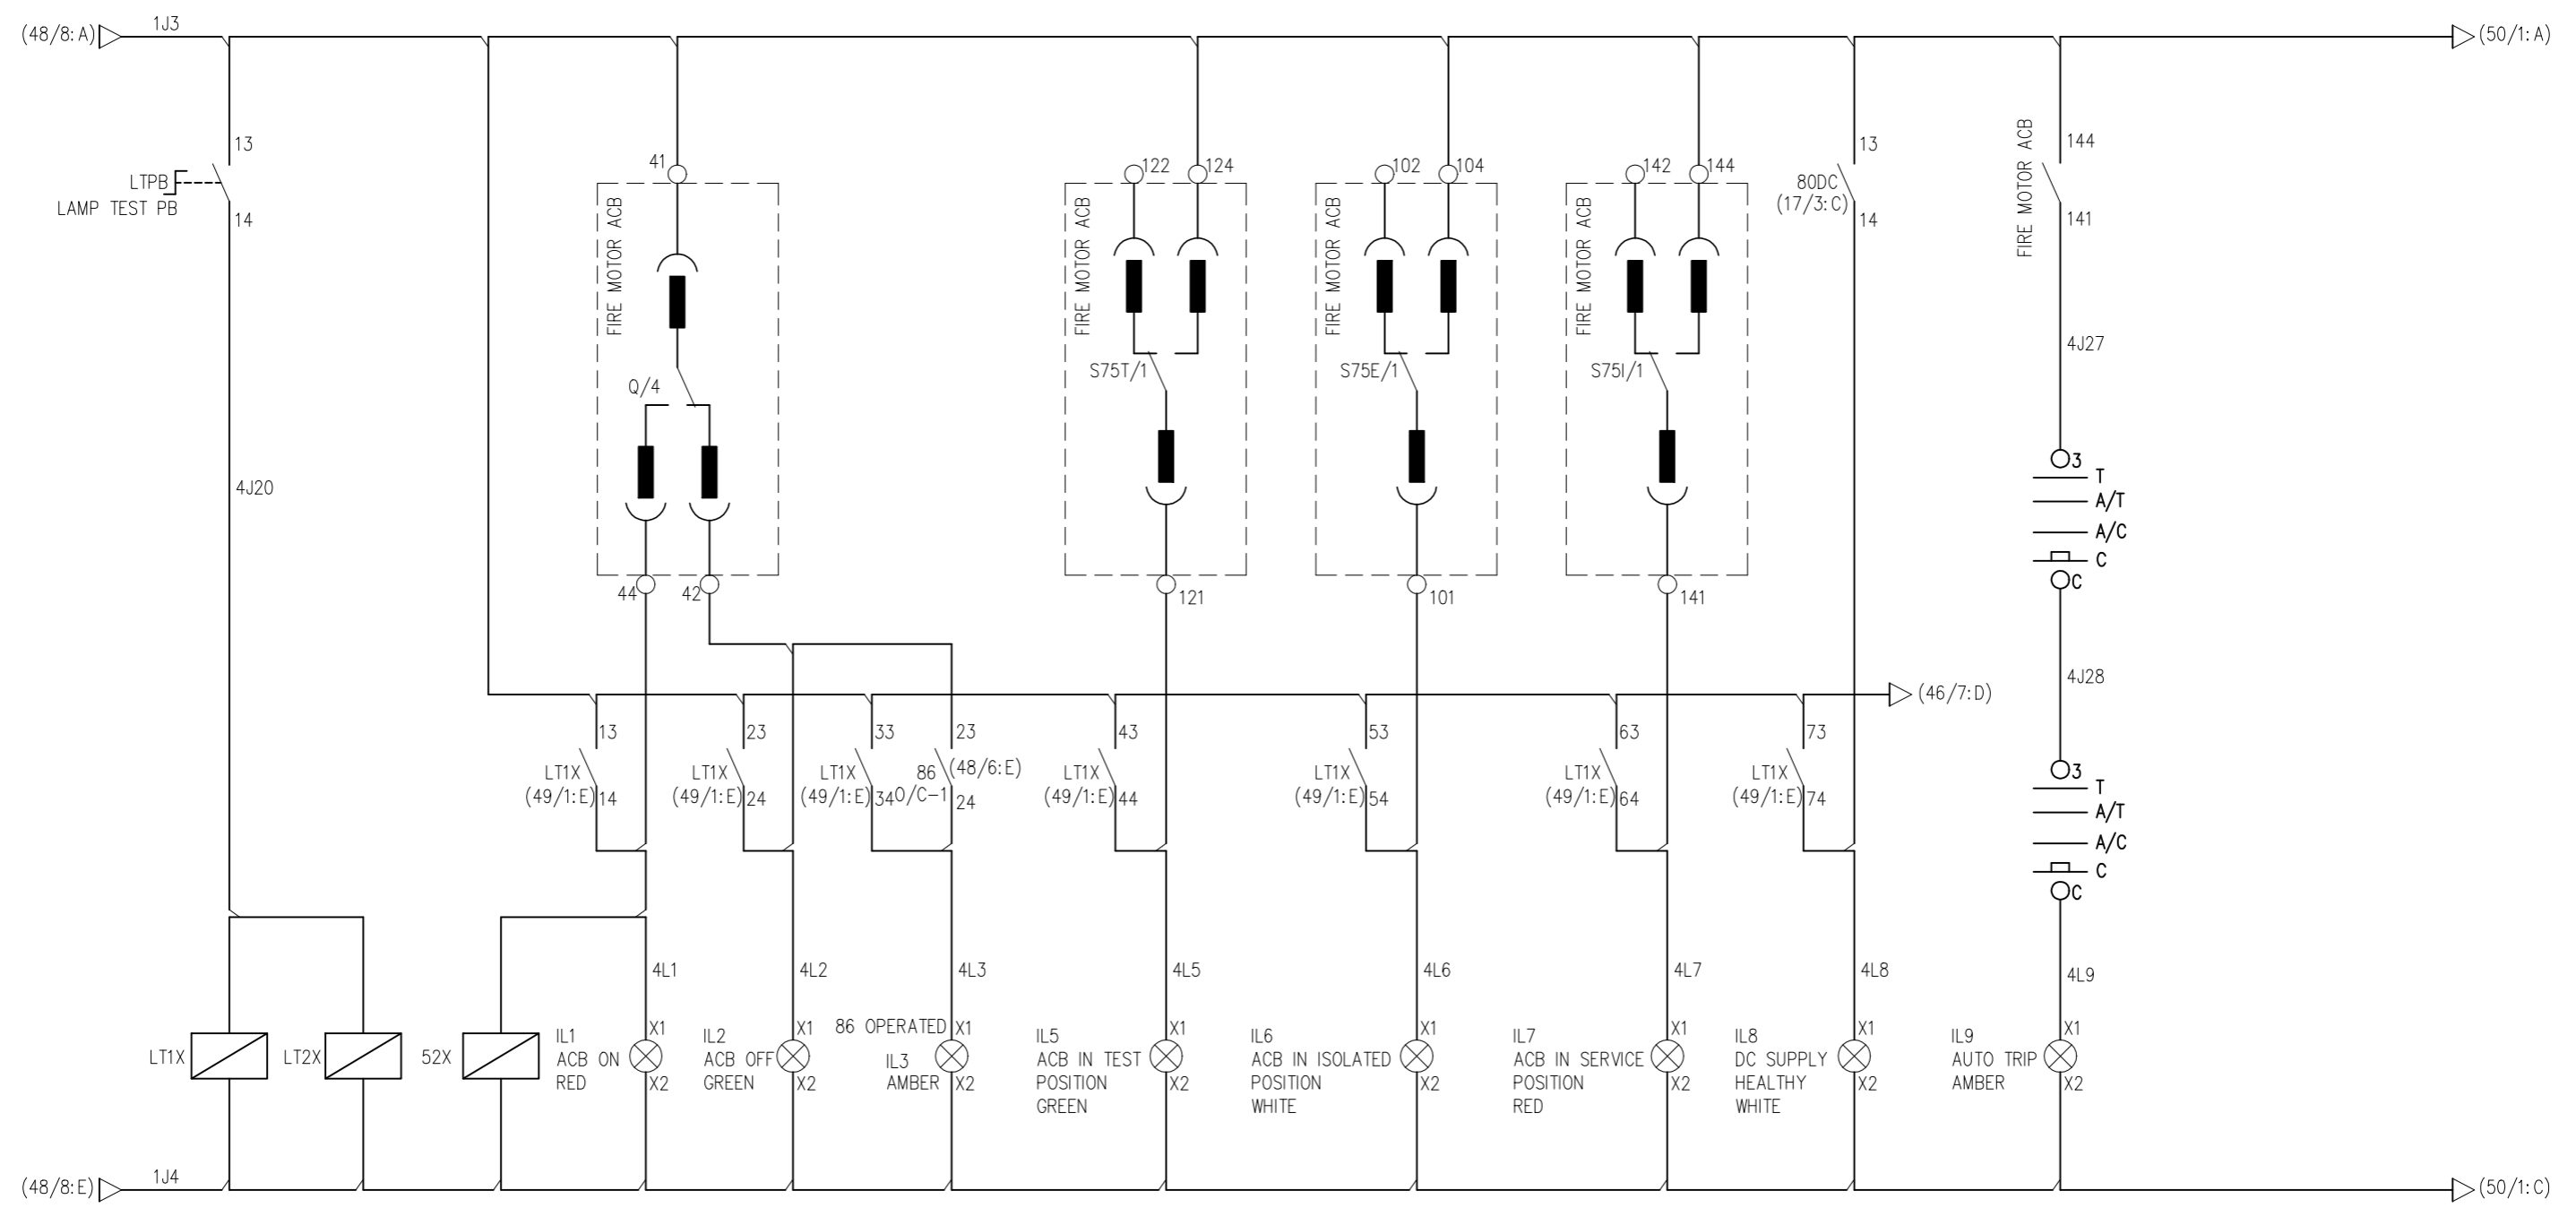 (48/8:A)
1J3
(50/1:A)
13
LTPB
LAMP TEST PB
14
4J20
41
FIRE MOTOR ACB
Q/4
44
42
122
124
FIRE MOTOR ACB
S75T/1
121
102
104
FIRE MOTOR ACB
S75E/1
101
142
144
FIRE MOTOR ACB
S75I/1
141
13
80DC
(17/3:C)
14
FIRE MOTOR ACB
144
141
4J27
3
T
A/T
A/C
C
C
4J28
3
T
A/T
A/C
C
C
(46/7:D)
13
LT1X
(49/1:E)
14
23
LT1X
(49/1:E)
24
33
LT1X
(49/1:E)
34
23
86
(48/6:E)
O/C-1
24
43
LT1X
(49/1:E)
44
53
LT1X
(49/1:E)
54
63
LT1X
(49/1:E)
64
73
LT1X
(49/1:E)
74
4L1
4L2
4L3
4L5
4L6
4L7
4L8
4L9
LT1X
LT2X
52X
IL1
ACB ON
RED
X1
X2
IL2
ACB OFF
GREEN
X1
X2
86 OPERATED
IL3
AMBER
X1
X2
IL5
ACB IN TEST
POSITION
GREEN
X1
X2
IL6
ACB IN ISOLATED
POSITION
WHITE
X1
X2
IL7
ACB IN SERVICE
POSITION
RED
X1
X2
IL8
DC SUPPLY
HEALTHY
WHITE
X1
X2
IL9
AUTO TRIP
AMBER
X1
X2
(48/8:E)
1J4
(50/1:C)